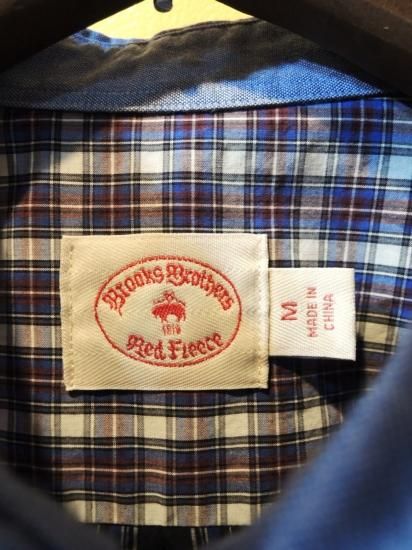 Brooks Brothers
1818
Red Fleece
M
MADE IN
CHINA